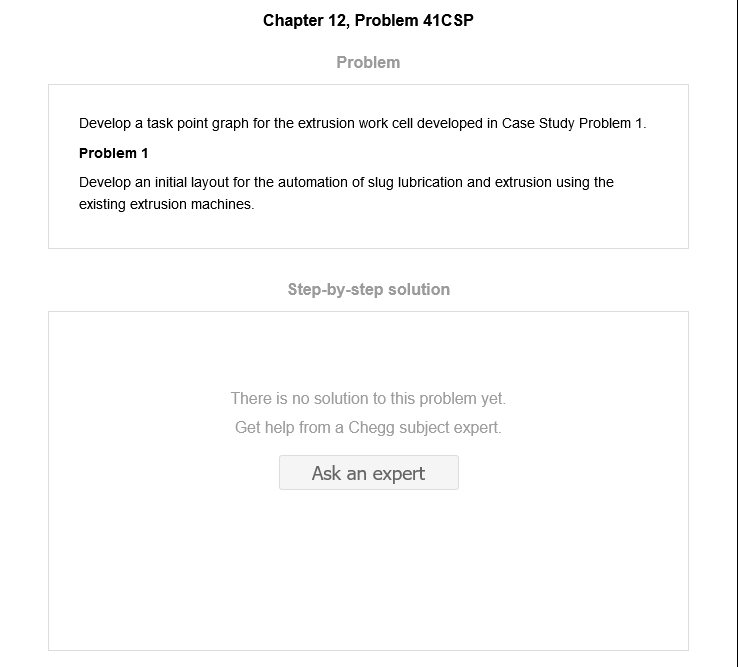 Chapter 12, Problem 41CSP
Problem
Develop a task point graph for the extrusion work cell developed in Case Study Problem 1.
Problem 1
Develop an initial layout for the automation of slug lubrication and extrusion using the
existing extrusion machines.
Step-by-step solution
There is no solution to this problem yet.
Get help from a Chegg subject expert.
Ask an expert